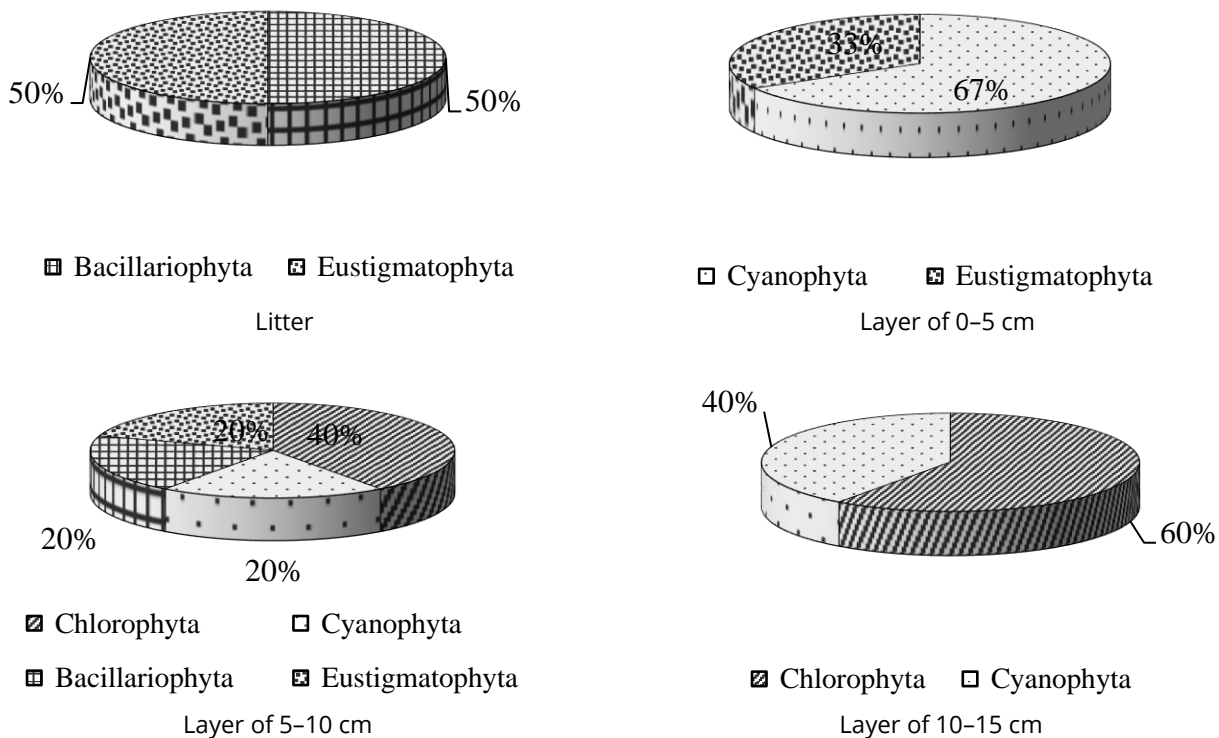 50%
50%
Bacillariophyta Eustigmatophyta
Litter
33%
67%
Cyanophyta Eustigmatophyta
Layer of 0–5 cm
20%
40%
20%
20%
Chlorophyta Cyanophyta
Bacillariophyta Eustigmatophyta
Layer of 5–10 cm
40%
60%
Chlorophyta Cyanophyta
Layer of 10–15 cm